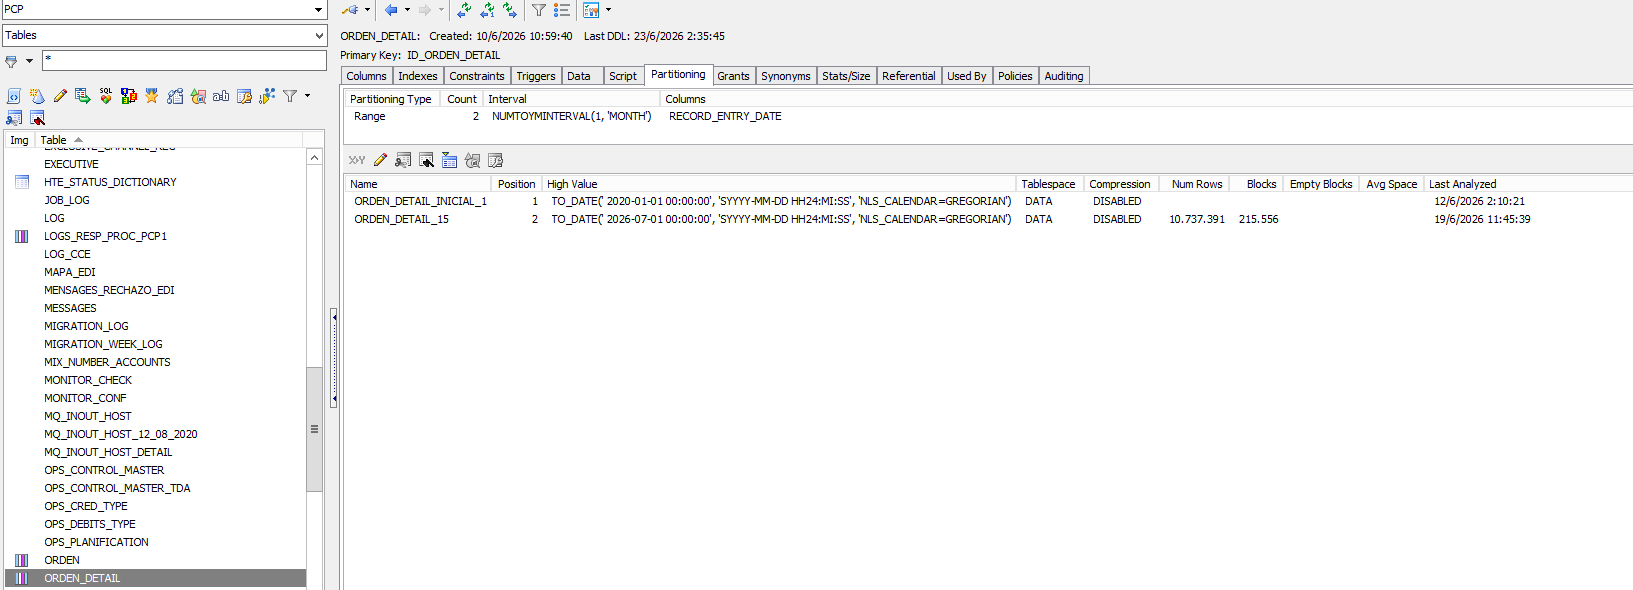 PCP
Tables
*
Img Table
EXCLUSIVE_CHANNEL_REG
EXECUTIVE
HTE_STATUS_DICTIONARY
JOB_LOG
LOG
LOGS_RESP_PROC_PCP1
LOG_CCE
MAPA_EDI
MENSAGES_RECHAZO_EDI
MESSAGES
MIGRATION_LOG
MIGRATION_WEEK_LOG
MIX_NUMBER_ACCOUNTS
MONITOR_CHECK
MONITOR_CONF
MQ_INOUT_HOST
MQ_INOUT_HOST_12_08_2020
MQ_INOUT_HOST_DETAIL
OPS_CONTROL_MASTER
OPS_CONTROL_MASTER_TDA
OPS_CRED_TYPE
OPS_DEBITS_TYPE
OPS_PLANIFICATION
ORDEN
ORDEN_DETAIL
ORDEN_DETAIL: Created: 10/6/2026 10:59:40 Last DDL: 23/6/2026 2:35:45
Primary Key: ID_ORDEN_DETAIL
Columns Indexes Constraints Triggers Data Script Partitioning Grants Synonyms Stats/Size Referential Used By Policies Auditing
Partitioning Type Count Interval Columns
Range 2 NUMTOYMINTERVAL(1, 'MONTH') RECORD_ENTRY_DATE
Name Position High Value Tablespace Compression Num Rows Blocks Empty Blocks Avg Space Last Analyzed
ORDEN_DETAIL_INICIAL_1 1 TO_DATE(' 2020-01-01 00:00:00', 'SYYYY-MM-DD HH24:MI:SS', 'NLS_CALENDAR=GREGORIAN') DATA DISABLED 12/6/2026 2:10:21
ORDEN_DETAIL_15 2 TO_DATE(' 2026-07-01 00:00:00', 'SYYYY-MM-DD HH24:MI:SS', 'NLS_CALENDAR=GREGORIAN') DATA DISABLED 10.737.391 215.556 19/6/2026 11:45:39